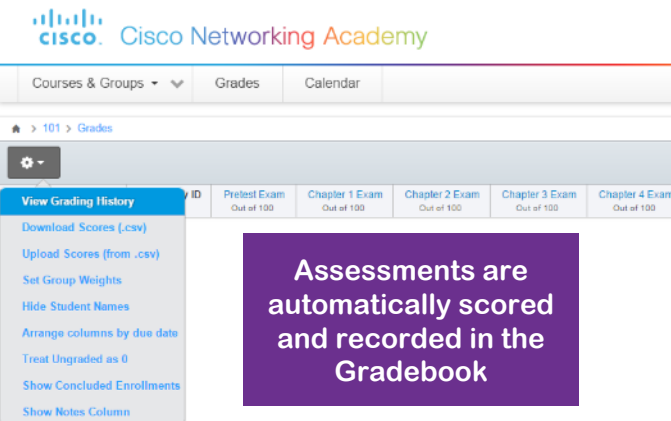 CISCO. Cisco Networking Academy
Courses & Groups Grades Calendar
> 101 > Grades
View Grading History
ID Pretest Exam Chapter 1 Exam Chapter 2 Exam Chapter 3 Exam Chapter 4 Exam
Out of 100 Out of 100 Out of 100 Out of 100 Out of 100
Download Scores (.csv)
Upload Scores (from .csv)
Set Group Weights
Hide Student Names
Arrange columns by due date
Treat Ungraded as 0
Show Concluded Enrollments
Show Notes Column
Assessments are
automatically scored
and recorded in the
Gradebook